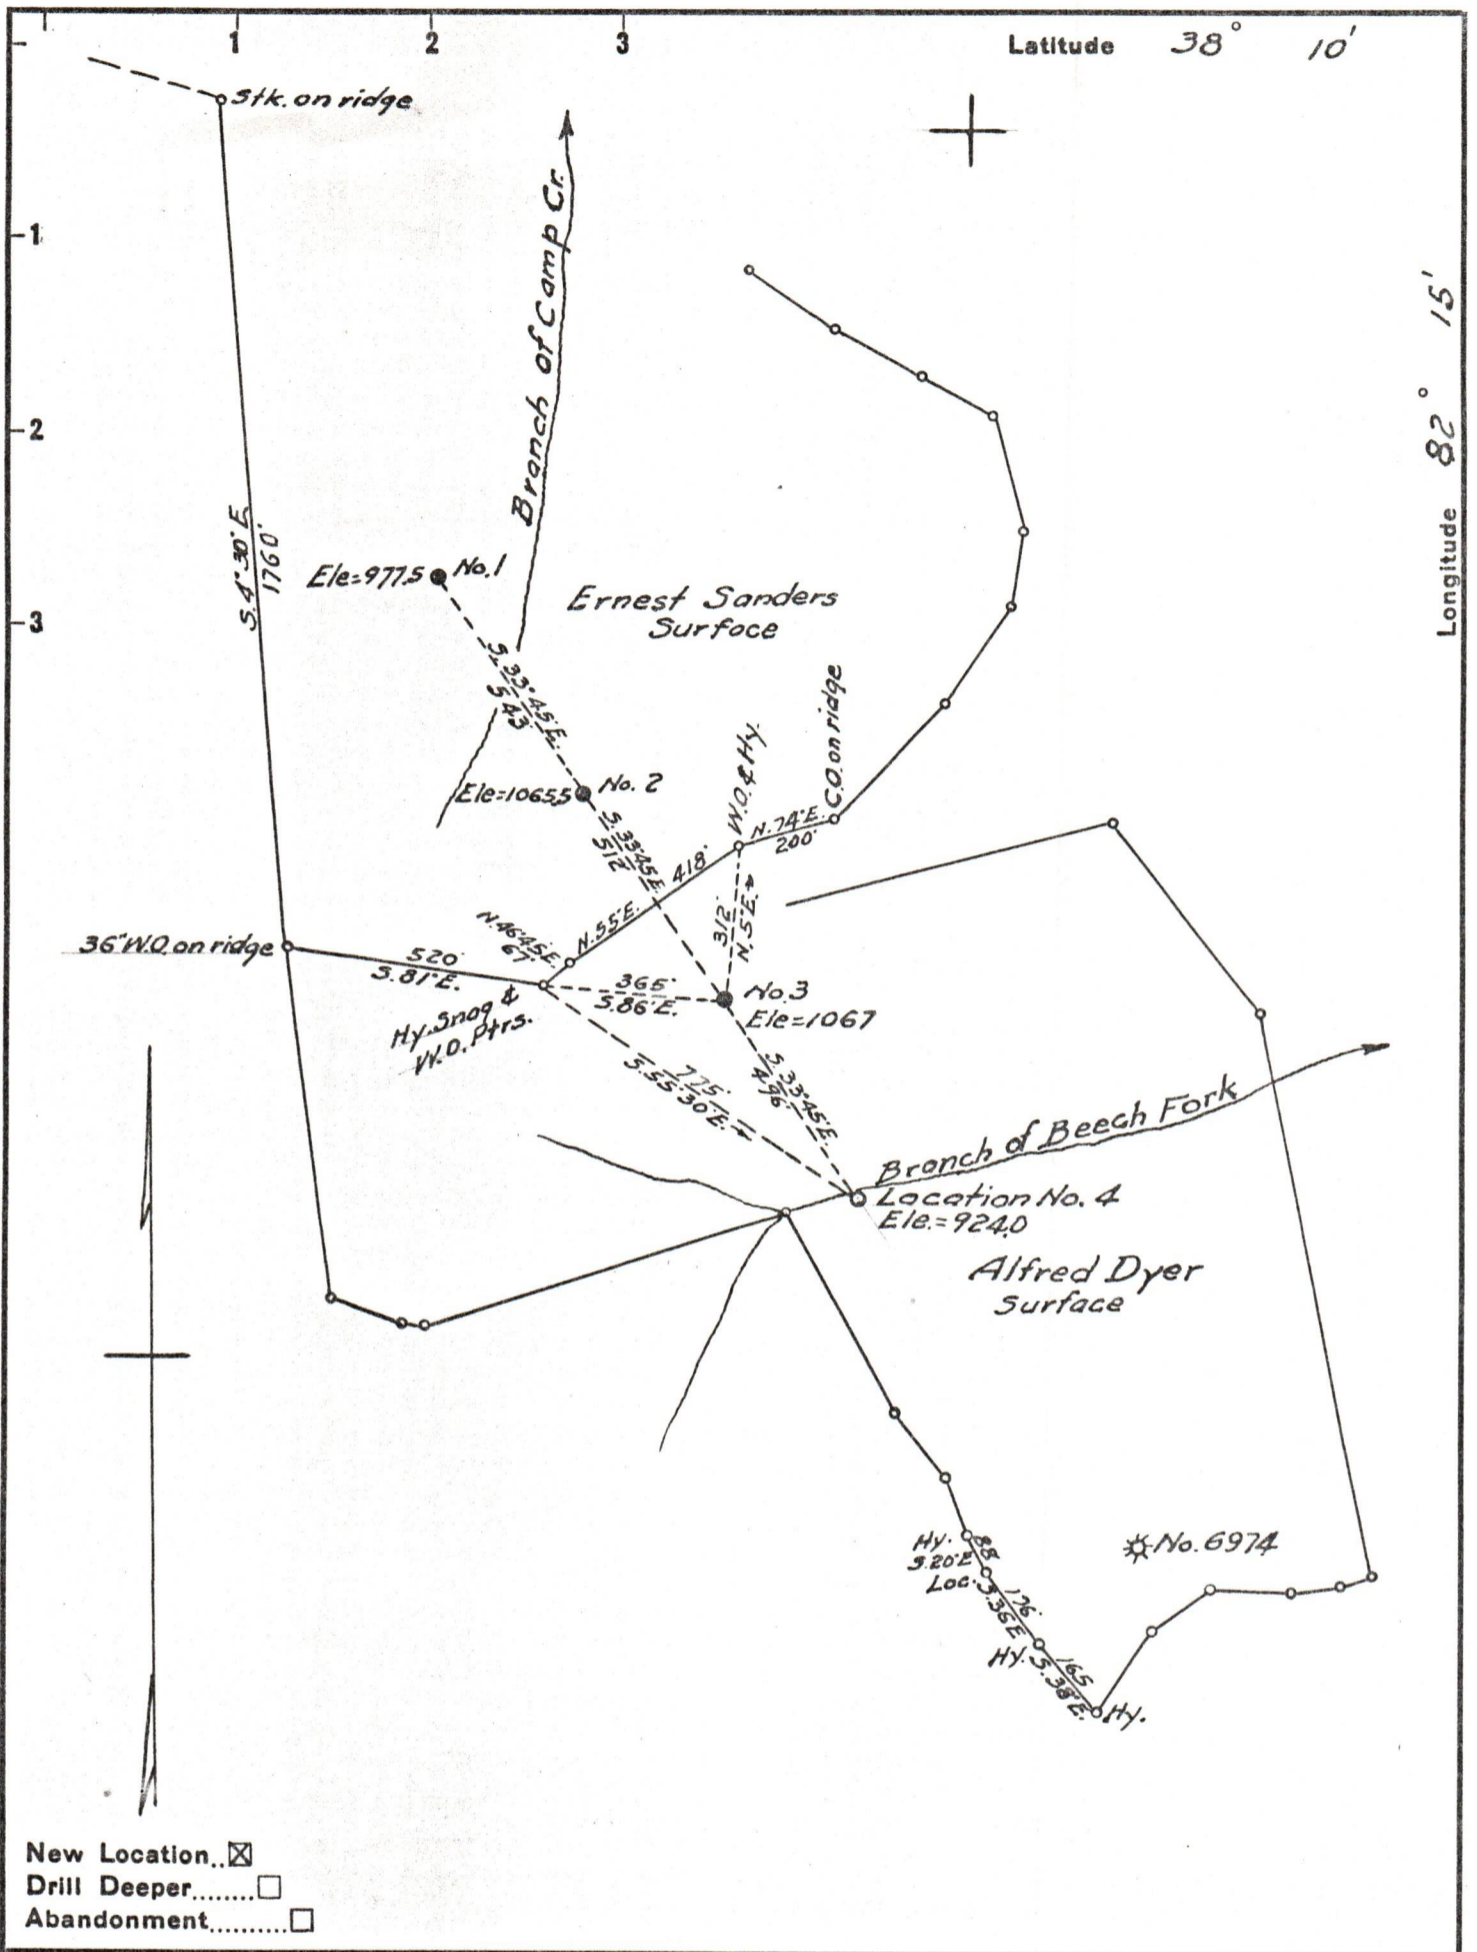 1 2 3 Latitude 38° 10'
Stk. on ridge
1
2
3
Longitude 82° 15'
Branch of Camp Cr.
S.4°30'E.
1760'
Ele=977.5 No.1
Ernest Sanders
Surface
S.33°45'E.
543'
Ele=1065.5 No. 2
S.33°45'E.
512'
W.O. & Hy.
C.O. on ridge
N.74°E.
200'
418'
N.55°E.
N.46°45'E.
67'
312'
N.5°E.
36" W.O. on ridge
520'
S.81°E.
365'
S.86°E.
No.3
Ele=1067
Hy. Snag &
W.O. Ptrs.
775'
S.55°30'E.
S.33°45'E.
496'
Branch of Beech Fork
Location No. 4
Ele.=924.0
Alfred Dyer
Surface
Hy.
S.20°E
88
Loc.
176'
S.36°E
No. 6974
Hy.
165
S.38°E.
Hy.
New Location..☒
Drill Deeper........☐
Abandonment..........☐